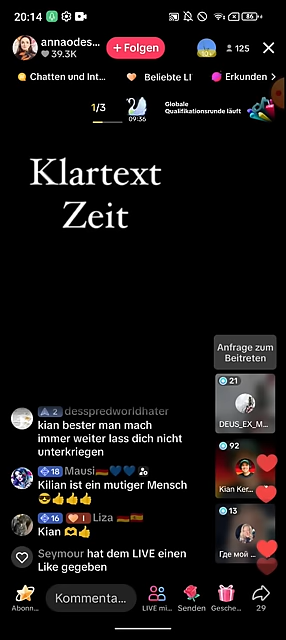 20:14
86
annaodes...
39.3K
+ Folgen
125
Chatten und Int...
Beliebte LI
Erkunden
1/3
09:36
Globale
Qualifikationsrunde läuft
Klartext
Zeit
Anfrage zum
Beitreten
21
DEUS_EX_M...
2 desspredworldhater
kian bester man mach
immer weiter lass dich nicht
unterkriegen
92
Kian Ker...
18 Mausi
Kilian ist ein mutiger Mensch
16 1 Liza
Kian
13
Где мой ...
Seymour hat dem LIVE einen
Like gegeben
Abonn...
Kommenta...
LIVE mi...
Senden
Gesche...
29